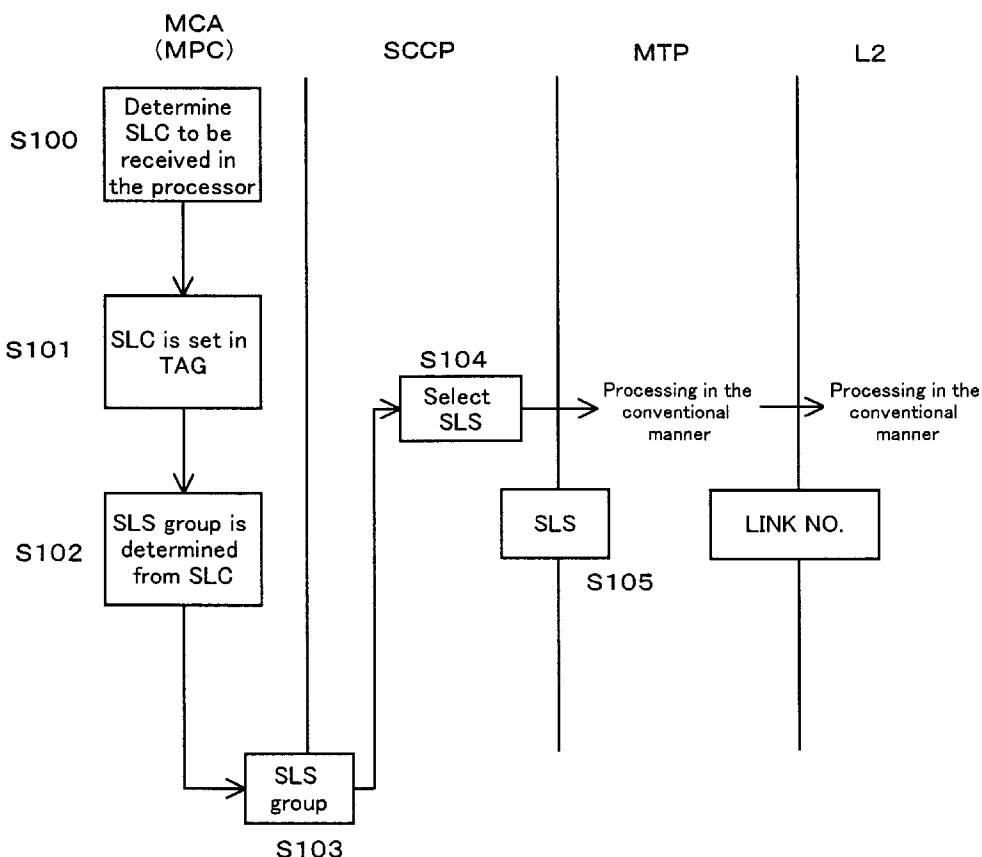 MCA
(MPC)
SCCP
MTP
L2
S100
Determine
SLC to be
received in
the processor
S101
SLC is set in
TAG
S102
SLS group is
determined
from SLC
SLS
group
S103
S104
Select
SLS
Processing in the
conventional
manner
Processing in the
conventional
manner
SLS
S105
LINK NO.